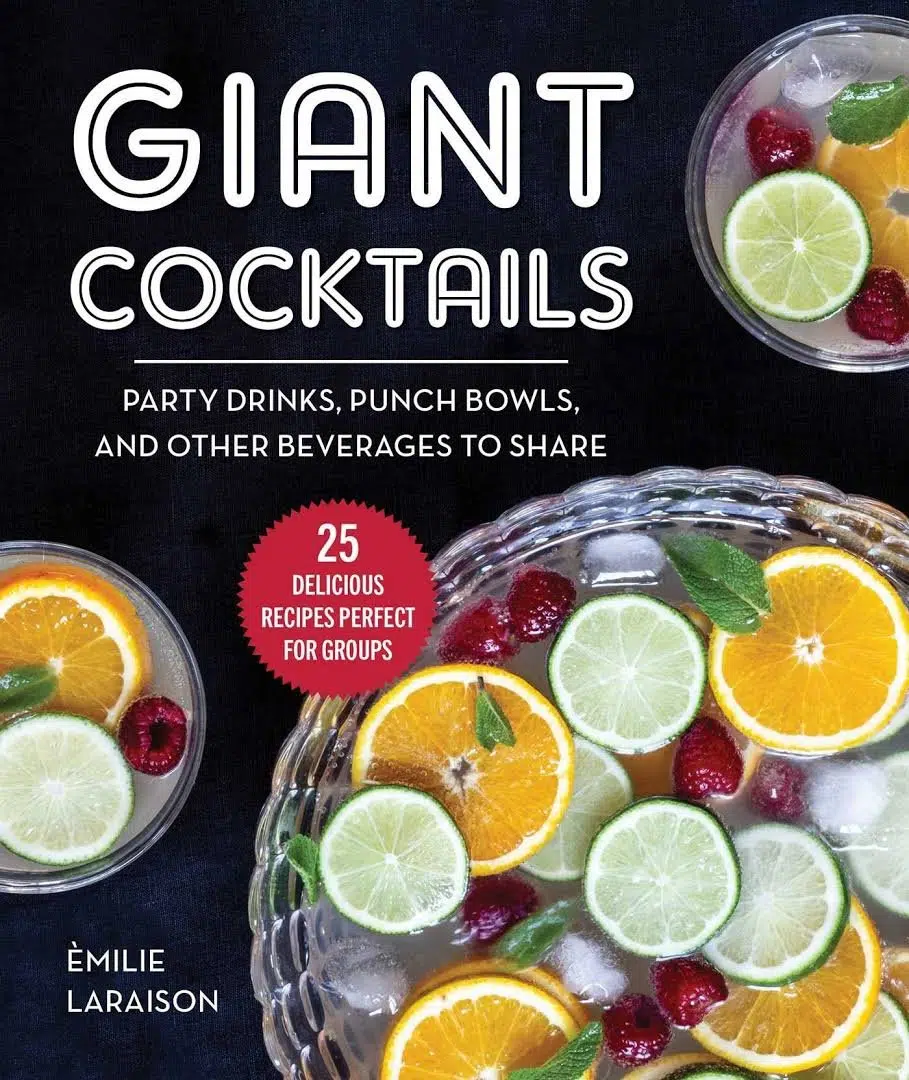 GIANT
COCKTAILS
PARTY DRINKS, PUNCH BOWLS,
AND OTHER BEVERAGES TO SHARE
25
DELICIOUS
RECIPES PERFECT
FOR GROUPS
ÈMILIE
LARAISON